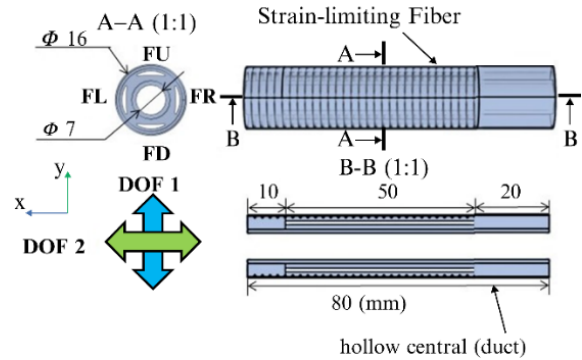 A–A (1:1)
Strain-limiting Fiber
Φ 16
FU
FL
FR
Φ 7
FD
A
A
B
B
B-B (1:1)
y
x
DOF 1
DOF 2
10
50
20
80 (mm)
hollow central (duct)